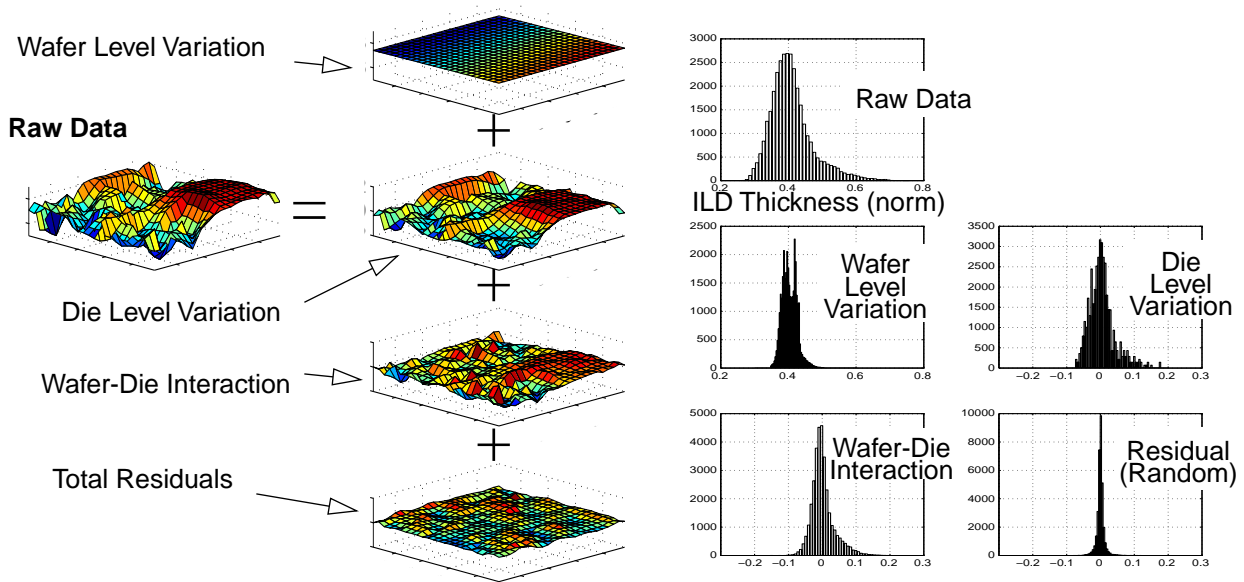 Wafer Level Variation
Raw Data
=
+
Die Level Variation
+
Wafer-Die Interaction
+
Total Residuals
3000
2500
2000
1500
1000
500
0
0.2 0.4 0.6 0.8
Raw Data
ILD Thickness (norm)
2500
2000
1500
1000
500
0
0.2 0.4 0.6 0.8
Wafer
Level
Variation
3500
3000
2500
2000
1500
1000
500
0
−0.2 −0.1 0 0.1 0.2 0.3
Die
Level
Variation
5000
4000
3000
2000
1000
0
−0.2 −0.1 0 0.1 0.2 0.3
Wafer-Die
Interaction
10000
8000
6000
4000
2000
0
−0.2 −0.1 0 0.1 0.2 0.3
Residual
(Random)